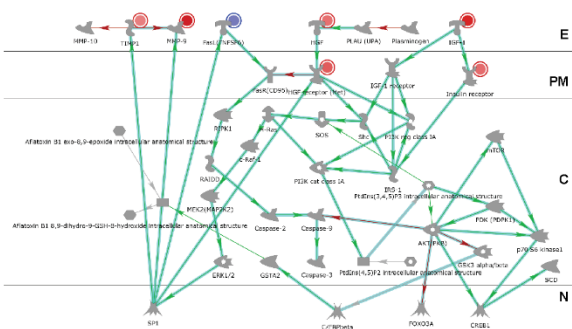 E
MMP-10
TIMP1
MMP-9
FasL(TNFSF6)
HGF
PLAU (UPA)
Plasminogen
PM
FasR(CD95)
HGF receptor (Met)
IGF-1 receptor
Insulin receptor
RIPK1
H-Ras
SOS
Shc
PI3K reg class IA
mTOR
Aflatoxin B1 exo-8,9-epoxide intracellular anatomical structure
c-Raf-1
RAIDD
PI3K cat class IA
IRS-1
C
PtdIns(3,4,5)P3 intracellular anatomical structure
MEK2(MAP2K2)
PDK (PDPK1)
Aflatoxin B1 8,9-dihydro-9-GSH-8-hydroxide intracellular anatomical structure
Caspase-2
Caspase-9
AKT(PKB)
p70 S6 kinase1
GSK3 alpha/beta
ERK1/2
GSTA2
Caspase-3
PtdIns(4,5)P2 intracellular anatomical structure
SCD
N
SP1
C/EBPbeta
FOXO3A
CREB1